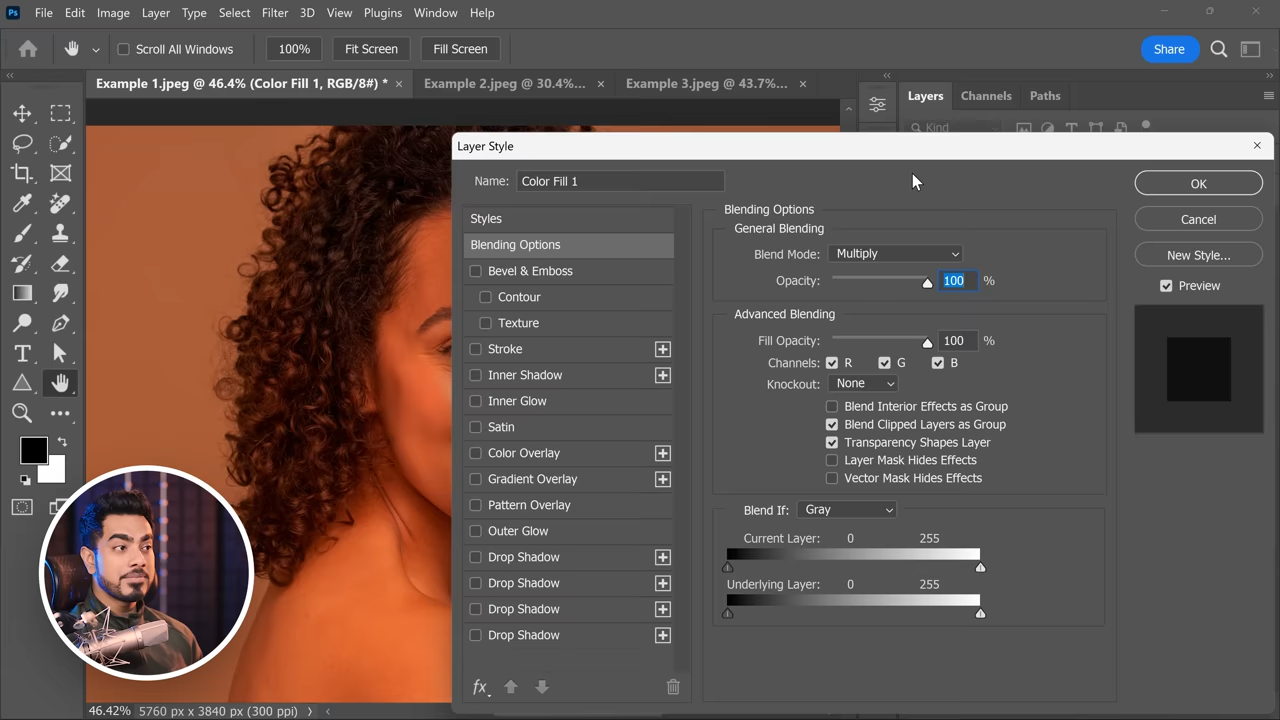 Ps File Edit Image Layer Type Select Filter 3D View Plugins Window Help
Scroll All Windows 100% Fit Screen Fill Screen Share
Example 1.jpeg @ 46.4% (Color Fill 1, RGB/8#) * × Example 2.jpeg @ 30.4%... × Example 3.jpeg @ 43.7%... × Layers Channels Paths
Kind
Layer Style
Name: Color Fill 1
Styles
Blending Options
Bevel & Emboss
Contour
Texture
Stroke
Inner Shadow
Inner Glow
Satin
Color Overlay
Gradient Overlay
Pattern Overlay
Outer Glow
Drop Shadow
Drop Shadow
Drop Shadow
Drop Shadow
fx
Blending Options
General Blending
Blend Mode: Multiply
Opacity: 100 %
Advanced Blending
Fill Opacity: 100 %
Channels: R G B
Knockout: None
Blend Interior Effects as Group
Blend Clipped Layers as Group
Transparency Shapes Layer
Layer Mask Hides Effects
Vector Mask Hides Effects
Blend If: Gray
Current Layer: 0 255
Underlying Layer: 0 255
OK
Cancel
New Style...
Preview
46.42% 5760 px x 3840 px (300 ppi)